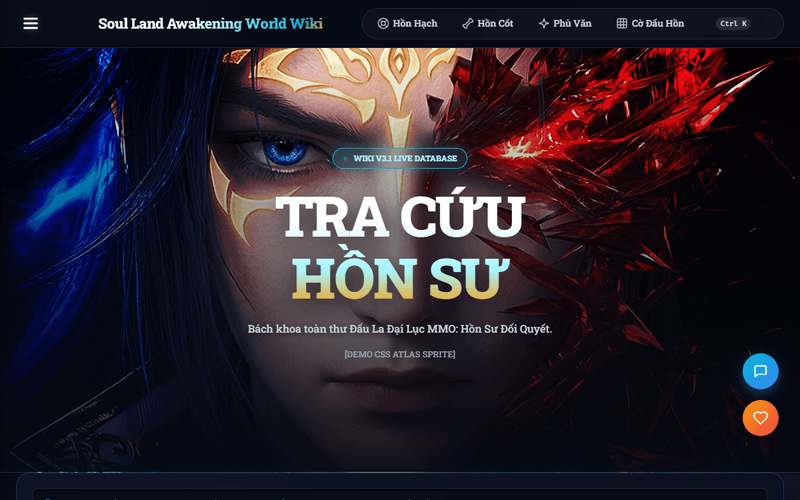 Soul Land Awakening World Wiki
Hồn Hạch
Hồn Cốt
Phù Văn
Cờ Đấu Hồn
Ctrl K
WIKI V3.1 LIVE DATABASE
TRA CỨU
HỒN SƯ
Bách khoa toàn thư Đấu La Đại Lục MMO: Hồn Sư Đối Quyết.
[DEMO CSS ATLAS SPRITE]